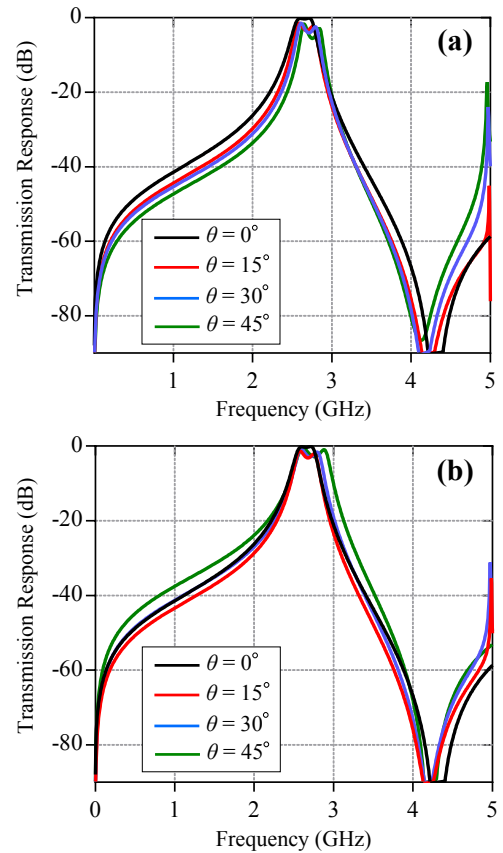 (a)
Transmission Response (dB)
0
-20
-40
-60
-80
θ = 0°
θ = 15°
θ = 30°
θ = 45°
1 2 3 4 5
Frequency (GHz)
(b)
Transmission Response (dB)
0
-20
-40
-60
-80
θ = 0°
θ = 15°
θ = 30°
θ = 45°
0 1 2 3 4 5
Frequency (GHz)